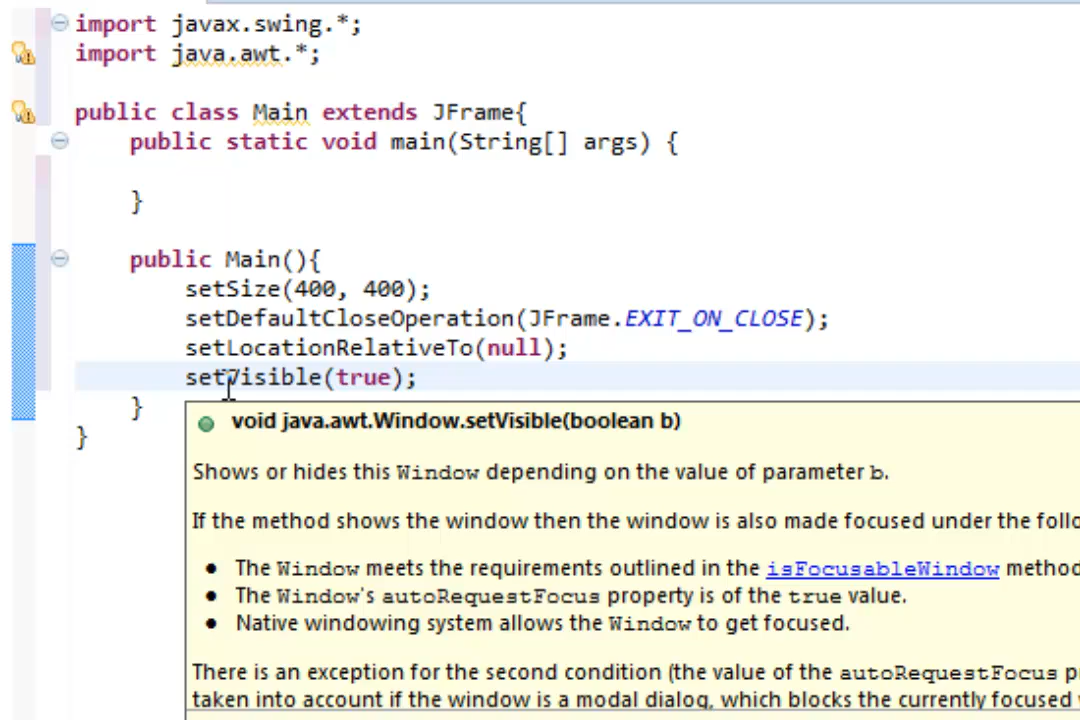 import javax.swing.*;
import java.awt.*;
public class Main extends JFrame{
public static void main(String[] args) {
}
public Main(){
setSize(400, 400);
setDefaultCloseOperation(JFrame.EXIT_ON_CLOSE);
setLocationRelativeTo(null);
setVisible(true);
}
}
void java.awt.Window.setVisible(boolean b)
Shows or hides this Window depending on the value of parameter b.
If the method shows the window then the window is also made focused under the
● The Window meets the requirements outlined in the isFocusableWindow method
● The Window's autoRequestFocus property is of the true value.
● Native windowing system allows the Window to get focused.
There is an exception for the second condition (the value of the autoRequestFocus
taken into account if the window is a modal dialog, which blocks the currently focused